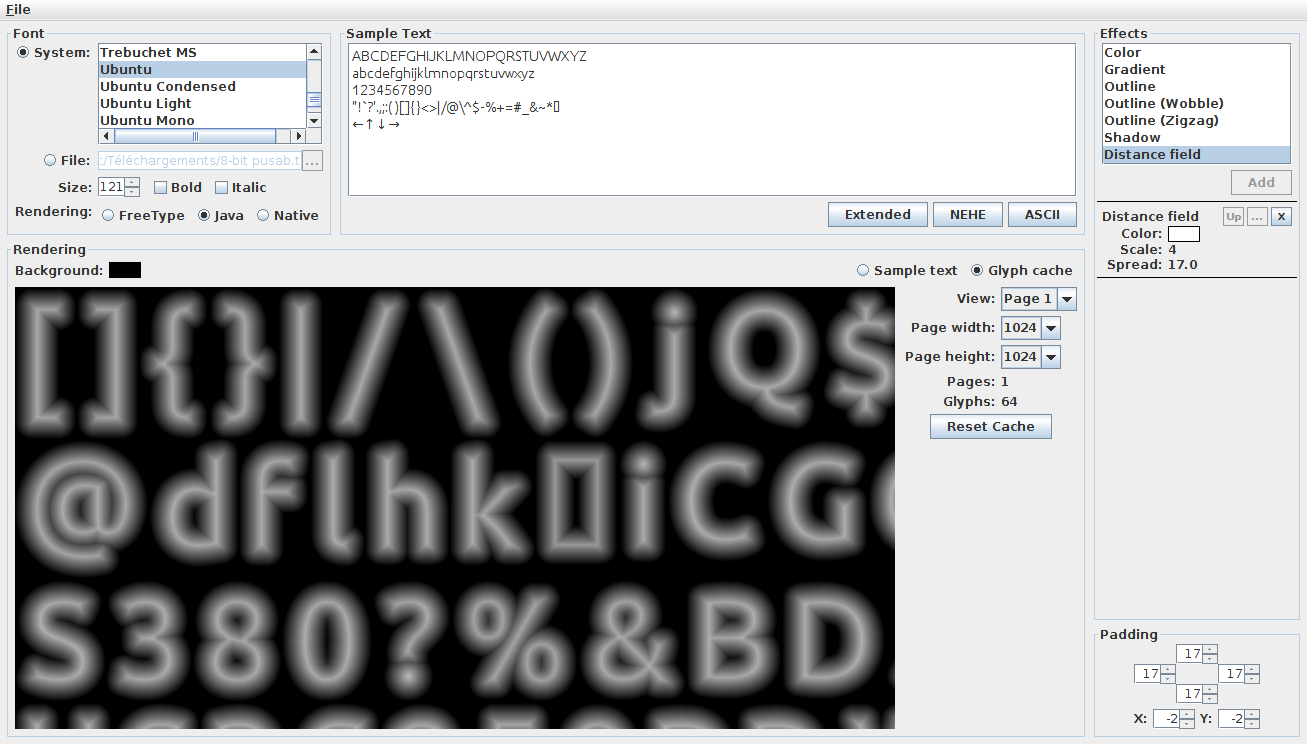 File
Font
System:
Trebuchet MS
Ubuntu
Ubuntu Condensed
Ubuntu Light
Ubuntu Mono
File: :/Téléchargements/8-bit pusab.t ...
Size: 121 Bold Italic
Rendering: FreeType Java Native
Sample Text
ABCDEFGHIJKLMNOPQRSTUVWXYZ
abcdefghijklmnopqrstuvwxyz
1234567890
"!`?'.,;:()[]{}<>|/@\^$-%+=#_&~*▯
←↑↓→
Extended NEHE ASCII
Effects
Color
Gradient
Outline
Outline (Wobble)
Outline (Zigzag)
Shadow
Distance field
Add
Distance field Up ... X
Color:
Scale: 4
Spread: 17.0
Rendering
Background:
Sample text Glyph cache
View: Page 1
Page width: 1024
Page height: 1024
Pages: 1
Glyphs: 64
Reset Cache
[]{}|/\()jQ$
@dflhk▯iCG
S380?%&BD
Padding
17
17 17
17
X: -2 Y: -2